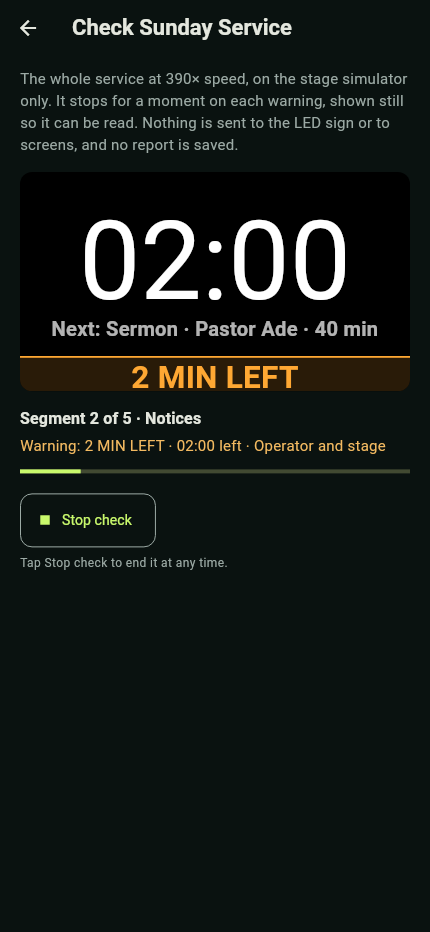 Check Sunday Service
The whole service at 390× speed, on the stage simulator
only. It stops for a moment on each warning, shown still
so it can be read. Nothing is sent to the LED sign or to
screens, and no report is saved.
02:00
Next: Sermon · Pastor Ade · 40 min
2 MIN LEFT
Segment 2 of 5 · Notices
Warning: 2 MIN LEFT · 02:00 left · Operator and stage
Stop check
Tap Stop check to end it at any time.